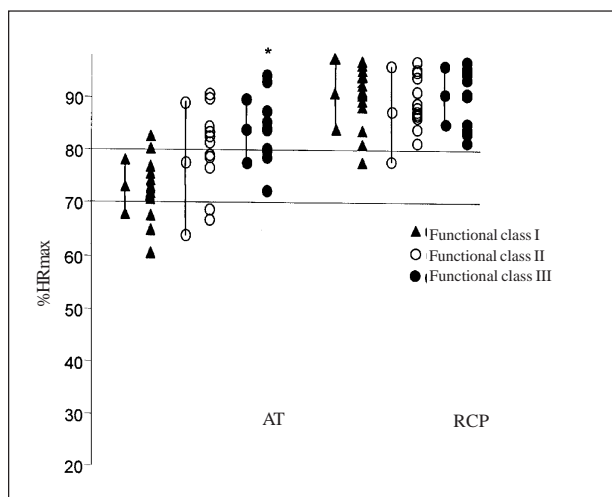 *
90
80
70
60
50
40
30
20
%HRmax
Functional class I
Functional class II
Functional class III
AT
RCP